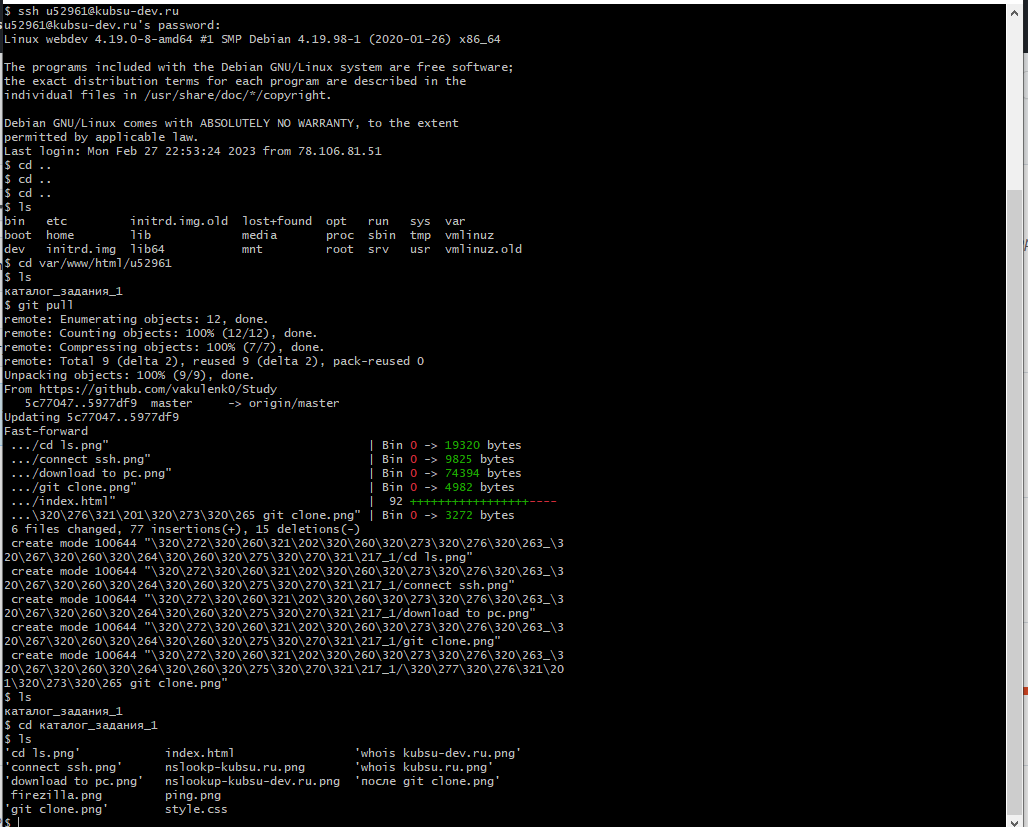 $ ssh u52961@kubsu-dev.ru
u52961@kubsu-dev.ru's password:
Linux webdev 4.19.0-8-amd64 #1 SMP Debian 4.19.98-1 (2020-01-26) x86_64
The programs included with the Debian GNU/Linux system are free software;
the exact distribution terms for each program are described in the
individual files in /usr/share/doc/*/copyright.
Debian GNU/Linux comes with ABSOLUTELY NO WARRANTY, to the extent
permitted by applicable law.
Last login: Mon Feb 27 22:53:24 2023 from 78.106.81.51
$ cd ..
$ cd ..
$ cd ..
$ ls
bin   etc         initrd.img.old  lost+found  opt   run   sys  var
boot  home        lib             media       proc  sbin  tmp  vmlinuz
dev   initrd.img  lib64           mnt         root  srv   usr  vmlinuz.old
$ cd var/www/html/u52961
$ ls
каталог_задания_1
$ git pull
remote: Enumerating objects: 12, done.
remote: Counting objects: 100% (12/12), done.
remote: Compressing objects: 100% (7/7), done.
remote: Total 9 (delta 2), reused 9 (delta 2), pack-reused 0
Unpacking objects: 100% (9/9), done.
From https://github.com/vakulenk0/Study
   5c77047..5977df9  master     -> origin/master
Updating 5c77047..5977df9
Fast-forward
 .../cd ls.png"                                     | Bin 0 -> 19320 bytes
 .../connect ssh.png"                               | Bin 0 -> 9825 bytes
 .../download to pc.png"                            | Bin 0 -> 74394 bytes
 .../git clone.png"                                 | Bin 0 -> 4982 bytes
 .../index.html"                                    |  92 +++++++++++++++++----
 ...\320\276\321\201\320\273\320\265 git clone.png" | Bin 0 -> 3272 bytes
 6 files changed, 77 insertions(+), 15 deletions(-)
 create mode 100644 "\320\272\320\260\321\202\320\260\320\273\320\276\320\263_\3
20\267\320\260\320\264\320\260\320\275\320\270\321\217_1/cd ls.png"
 create mode 100644 "\320\272\320\260\321\202\320\260\320\273\320\276\320\263_\3
20\267\320\260\320\264\320\260\320\275\320\270\321\217_1/connect ssh.png"
 create mode 100644 "\320\272\320\260\321\202\320\260\320\273\320\276\320\263_\3
20\267\320\260\320\264\320\260\320\275\320\270\321\217_1/download to pc.png"
 create mode 100644 "\320\272\320\260\321\202\320\260\320\273\320\276\320\263_\3
20\267\320\260\320\264\320\260\320\275\320\270\321\217_1/git clone.png"
 create mode 100644 "\320\272\320\260\321\202\320\260\320\273\320\276\320\263_\3
20\267\320\260\320\264\320\260\320\275\320\270\321\217_1/\320\277\320\276\321\20
1\320\273\320\265 git clone.png"
$ ls
каталог_задания_1
$ cd каталог_задания_1
$ ls
'cd ls.png'            index.html                 'whois kubsu-dev.ru.png'
'connect ssh.png'      nslookp-kubsu.ru.png       'whois kubsu.ru.png'
'download to pc.png'   nslookup-kubsu-dev.ru.png  'после git clone.png'
 firezilla.png         ping.png
'git clone.png'        style.css
$